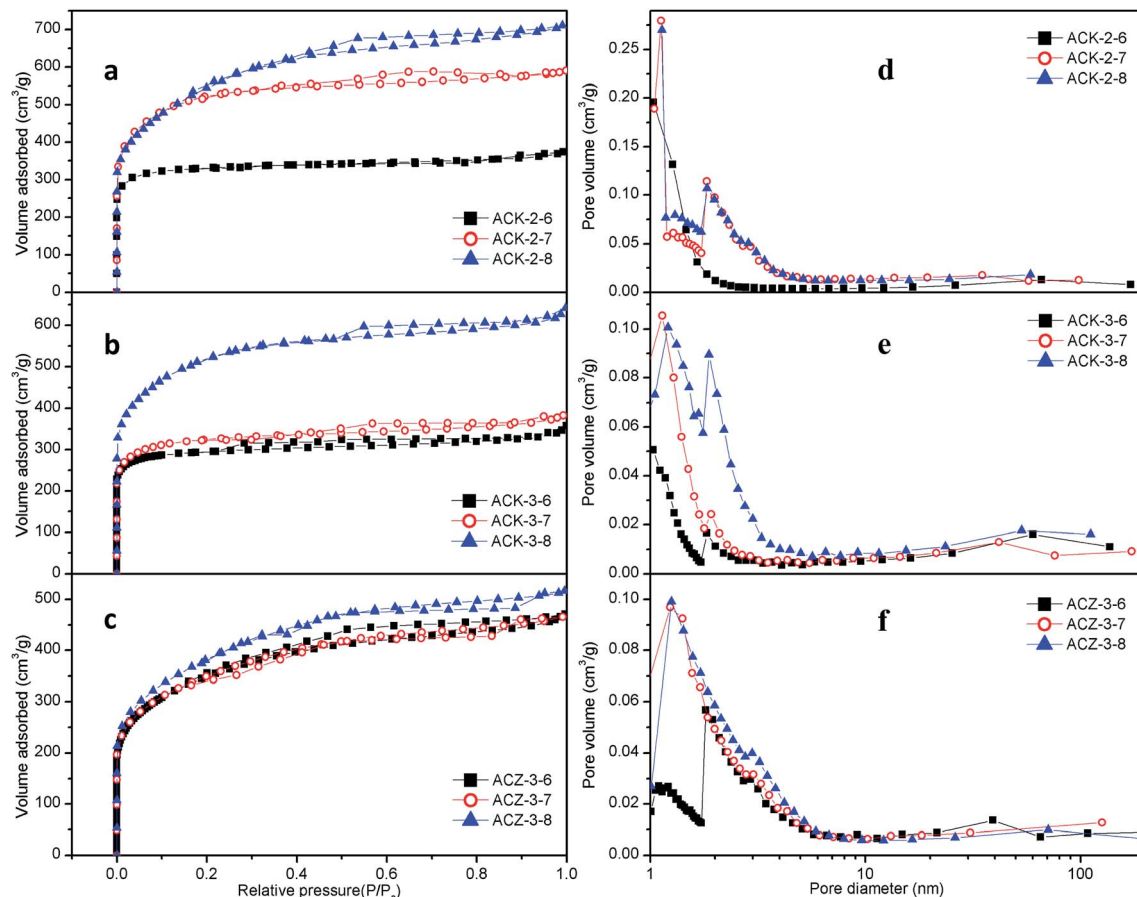 a
Volume adsorbed (cm³/g)
700
600
500
400
300
200
100
0
ACK-2-6
ACK-2-7
ACK-2-8
d
Pore volume (cm³/g)
0.25
0.20
0.15
0.10
0.05
0.00
ACK-2-6
ACK-2-7
ACK-2-8
b
Volume adsorbed (cm³/g)
600
500
400
300
200
100
0
ACK-3-6
ACK-3-7
ACK-3-8
e
Pore volume (cm³/g)
0.10
0.08
0.06
0.04
0.02
0.00
ACK-3-6
ACK-3-7
ACK-3-8
c
Volume adsorbed (cm³/g)
500
400
300
200
100
0
ACZ-3-6
ACZ-3-7
ACZ-3-8
0.0 0.2 0.4 0.6 0.8 1.0
Relative pressure(P/P₀)
f
Pore volume (cm³/g)
0.10
0.08
0.06
0.04
0.02
0.00
ACZ-3-6
ACZ-3-7
ACZ-3-8
1 10 100
Pore diameter (nm)